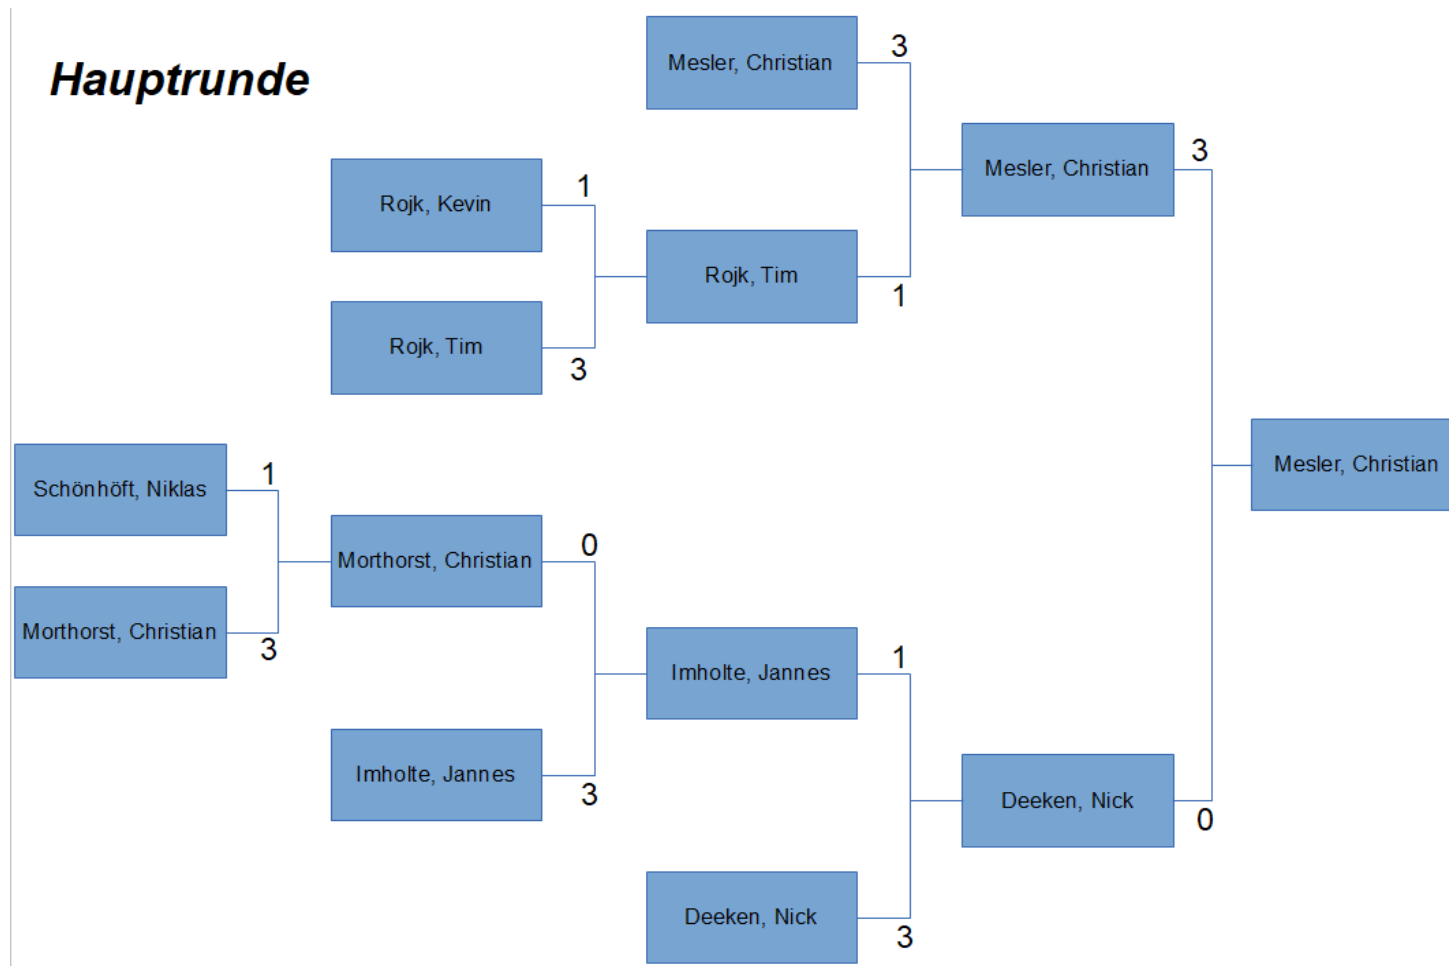 Hauptrunde
Mesler, Christian
3
Mesler, Christian
3
Rojk, Kevin
1
Rojk, Tim
1
Rojk, Tim
3
Mesler, Christian
Schönhöft, Niklas
1
Morthorst, Christian
0
Morthorst, Christian
3
Imholte, Jannes
1
Imholte, Jannes
3
Deeken, Nick
0
Deeken, Nick
3